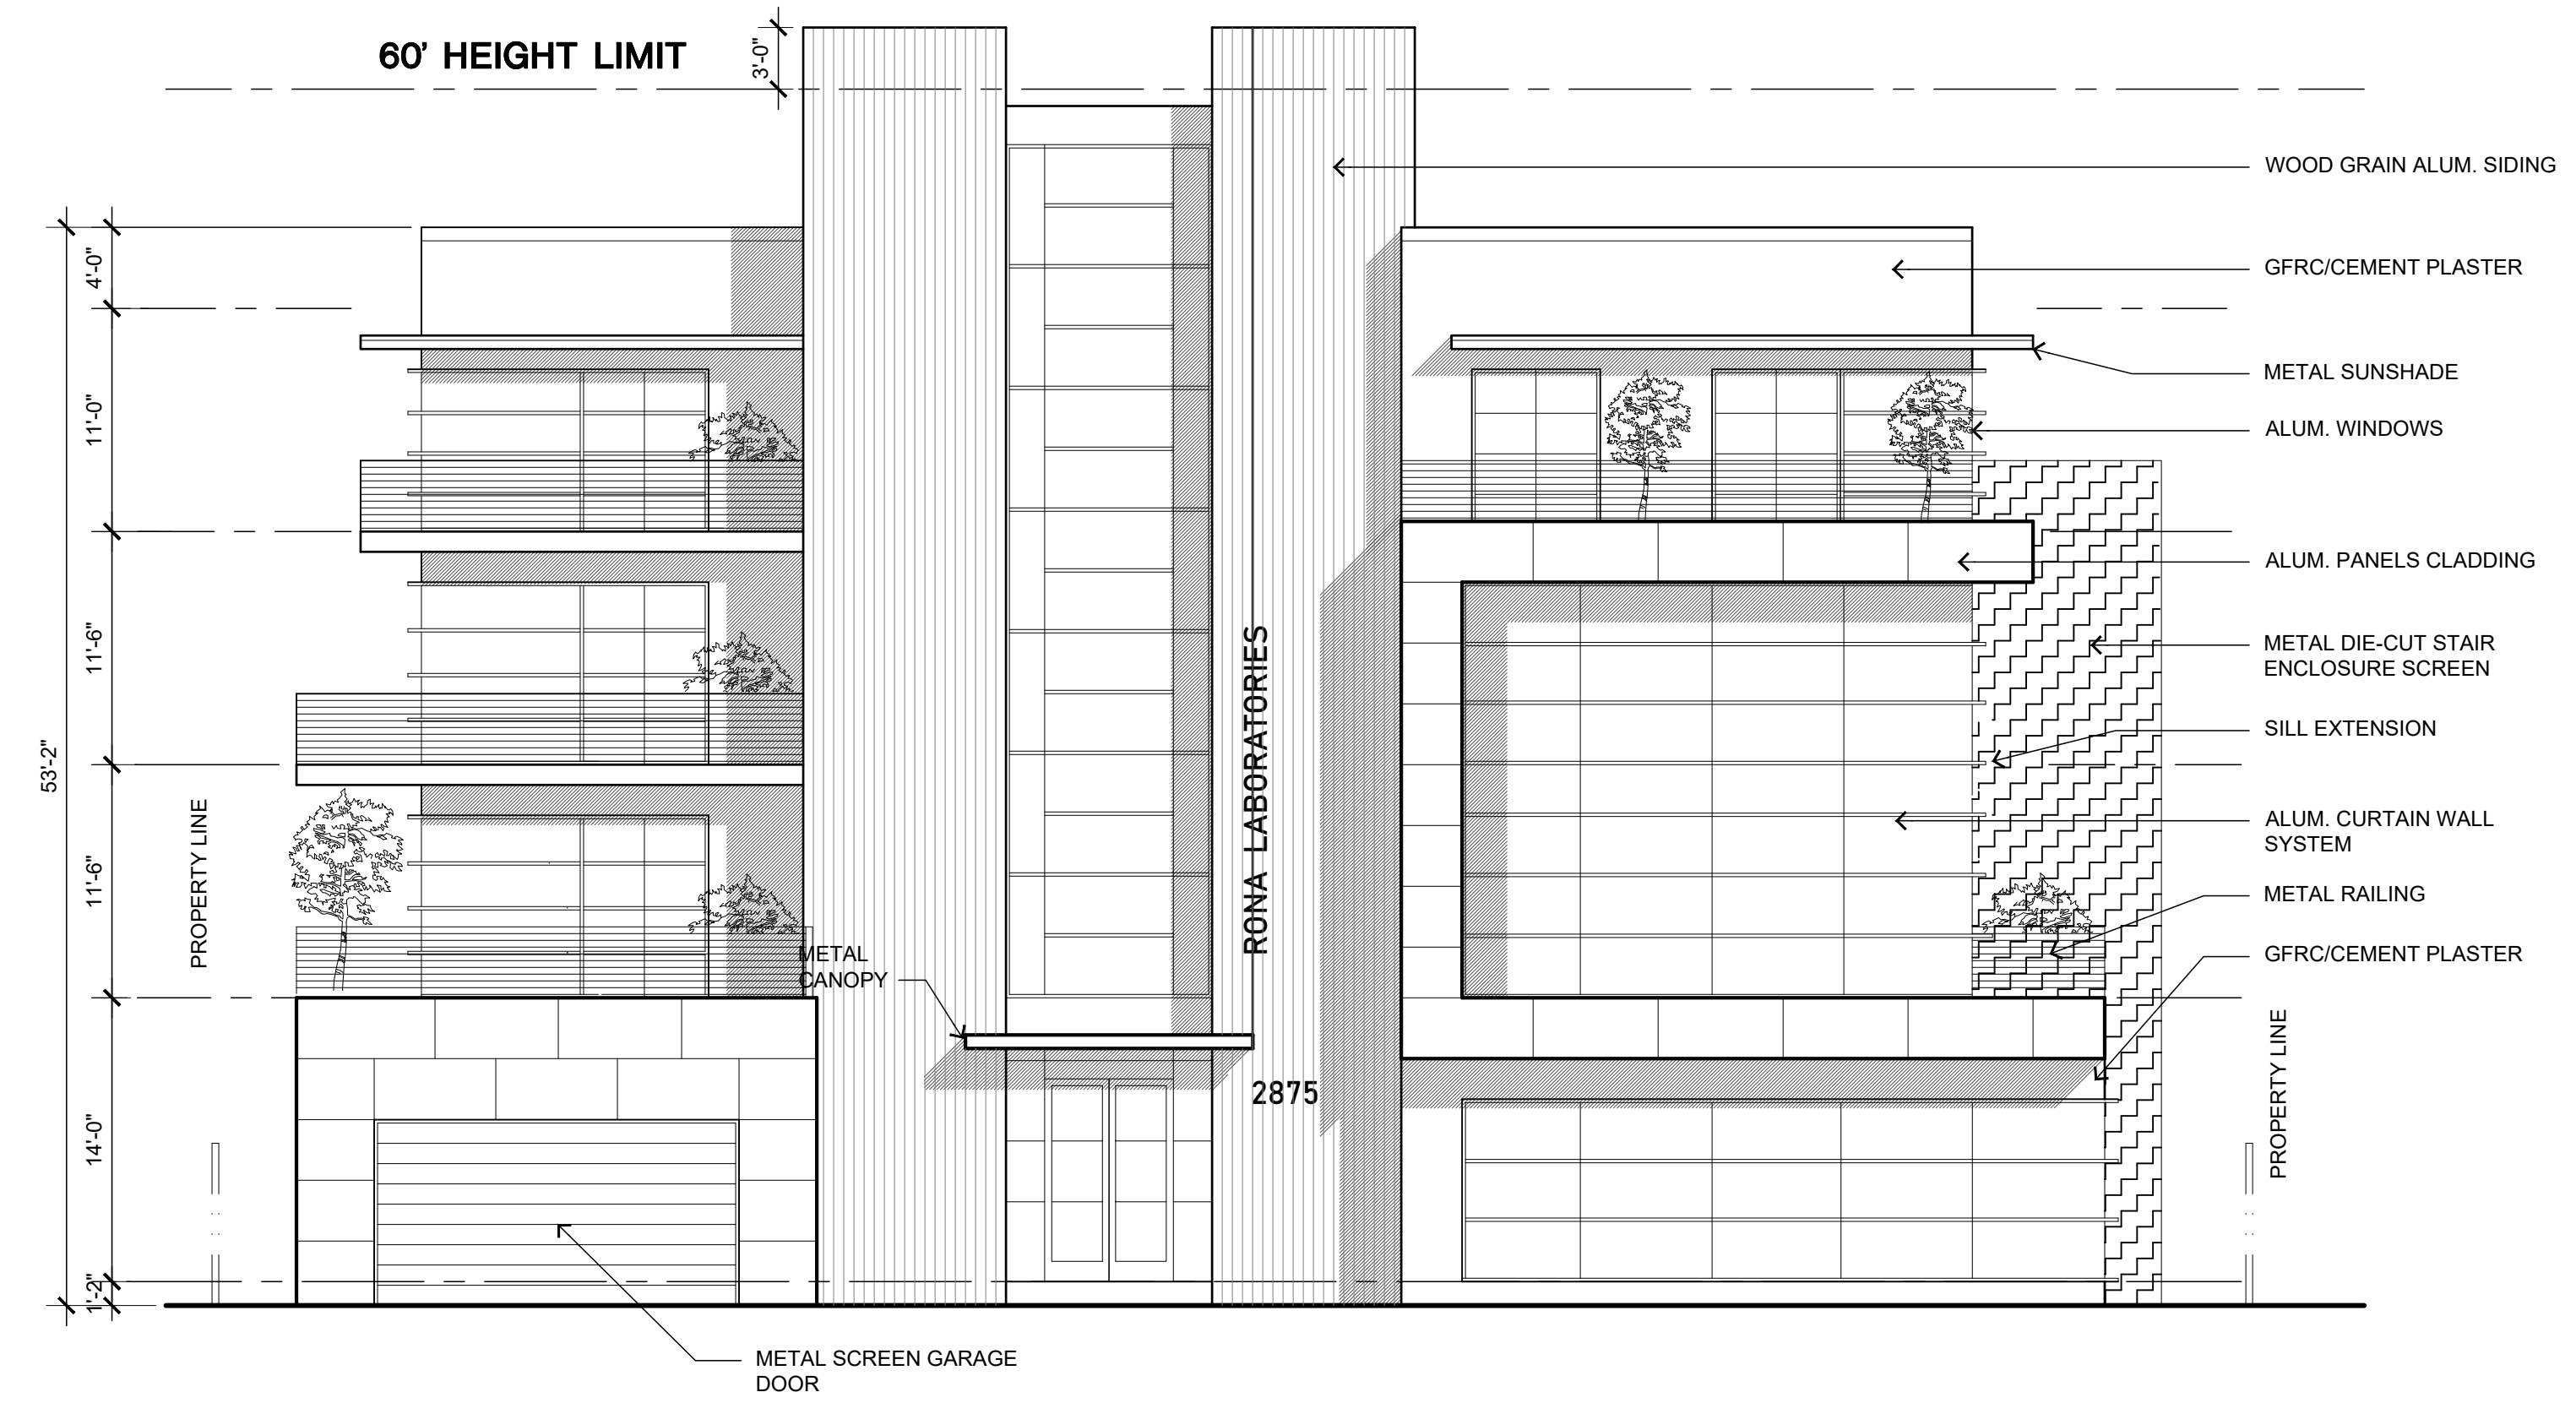 60' HEIGHT LIMIT
3'-0"
WOOD GRAIN ALUM. SIDING
GFRC/CEMENT PLASTER
METAL SUNSHADE
ALUM. WINDOWS
ALUM. PANELS CLADDING
METAL DIE-CUT STAIR
ENCLOSURE SCREEN
SILL EXTENSION
ALUM. CURTAIN WALL
SYSTEM
METAL RAILING
GFRC/CEMENT PLASTER
4'-0"
11'-0"
11'-6"
53'-2"
11'-6"
14'-0"
1'-2"
PROPERTY LINE
METAL
CANOPY
RONA LABORATORIES
2875
PROPERTY LINE
METAL SCREEN GARAGE
DOOR